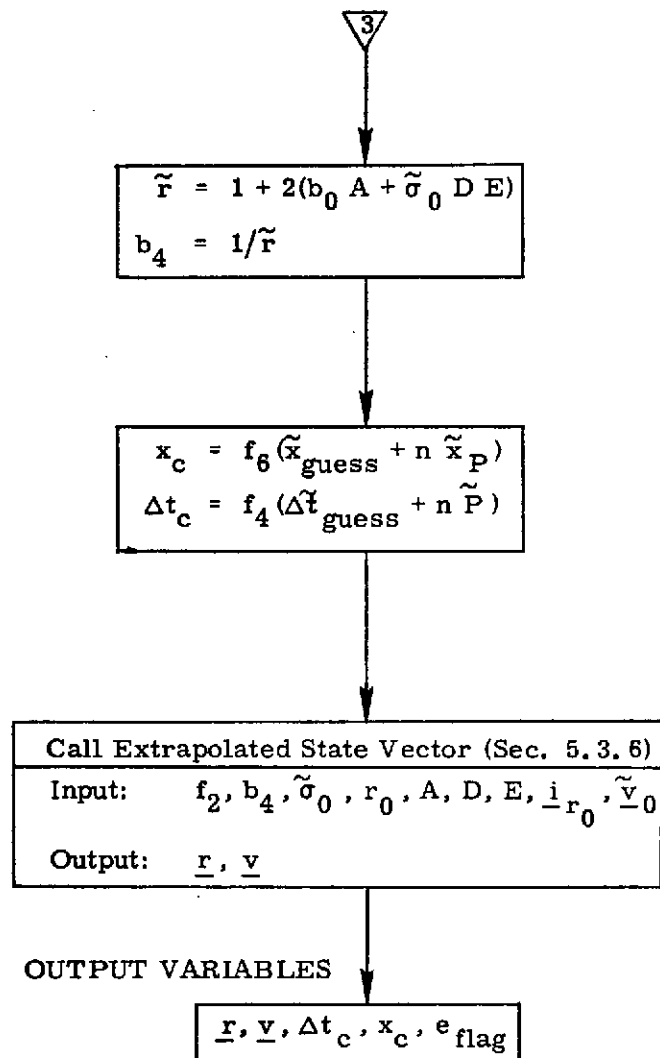 3
r̃ = 1 + 2(b₀ A + σ̃₀ D E)
b₄ = 1/r̃
x_c = f₆ (x̃_guess + n x̃_P)
Δt_c = f₄ (Δt̃_guess + n P̃)
Call Extrapolated State Vector (Sec. 5.3.6)
Input: f₂, b₄, σ̃₀, r₀, A, D, E, i_r₀, ṽ₀
Output: r, v
OUTPUT VARIABLES
r, v, Δt_c, x_c, e_flag